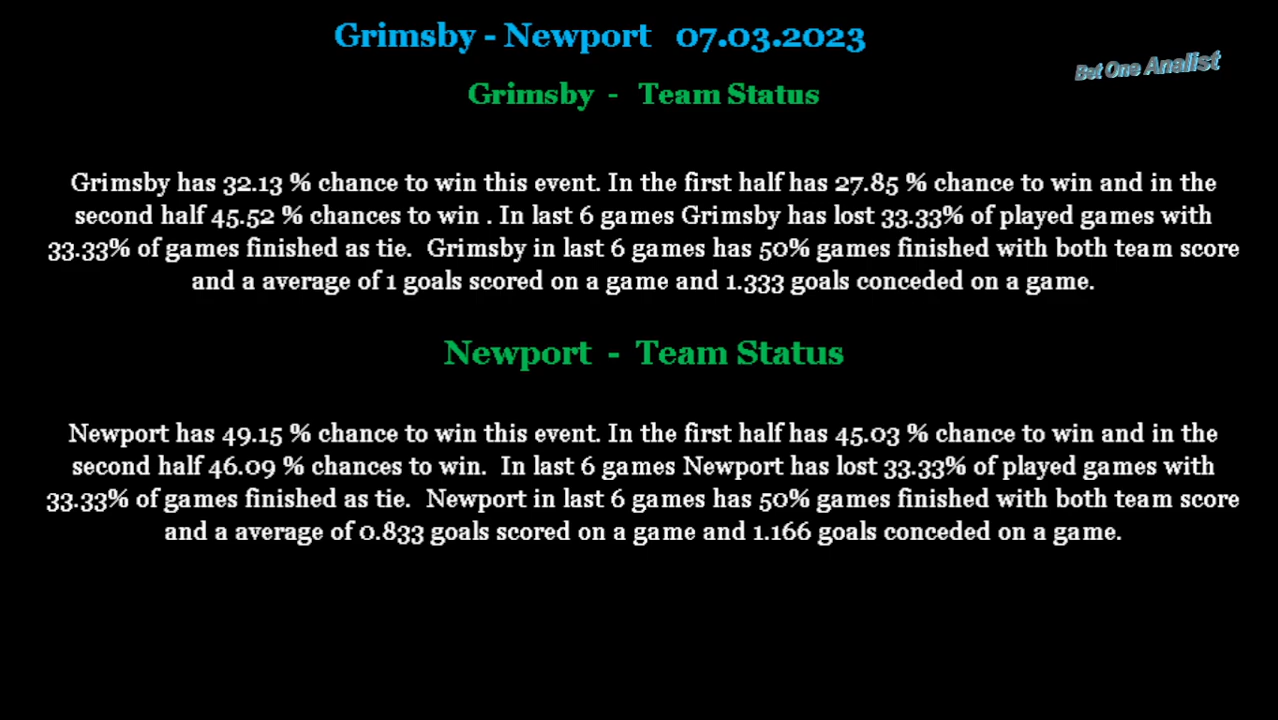 Grimsby - Newport 07.03.2023
Bet One Analist
Grimsby - Team Status
Grimsby has 32.13 % chance to win this event. In the first half has 27.85 % chance to win and in the
second half 45.52 % chances to win . In last 6 games Grimsby has lost 33.33% of played games with
33.33% of games finished as tie. Grimsby in last 6 games has 50% games finished with both team score
and a average of 1 goals scored on a game and 1.333 goals conceded on a game.
Newport - Team Status
Newport has 49.15 % chance to win this event. In the first half has 45.03 % chance to win and in the
second half 46.09 % chances to win. In last 6 games Newport has lost 33.33% of played games with
33.33% of games finished as tie. Newport in last 6 games has 50% games finished with both team score
and a average of 0.833 goals scored on a game and 1.166 goals conceded on a game.